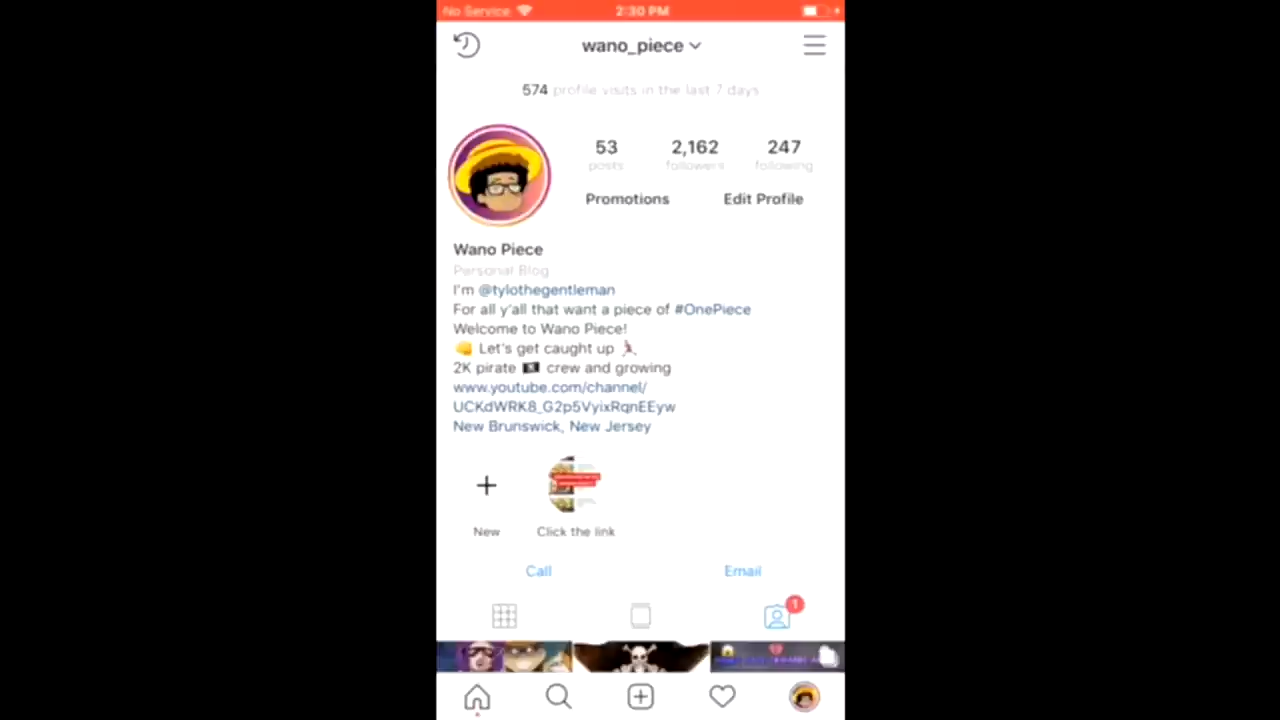 No Service
2:30 PM
wano_piece
574 profile visits in the last 7 days
53
2,162
247
posts
followers
following
Promotions
Edit Profile
Wano Piece
Personal Blog
I'm @tylothegentleman
For all y'all that want a piece of #OnePiece
Welcome to Wano Piece!
👊 Let's get caught up
2K pirate 🏴‍☠️ crew and growing
www.youtube.com/channel/
UCKdWRK8_G2p5VyixRqnEEyw
New Brunswick, New Jersey
New
Click the link
Call
Email
1